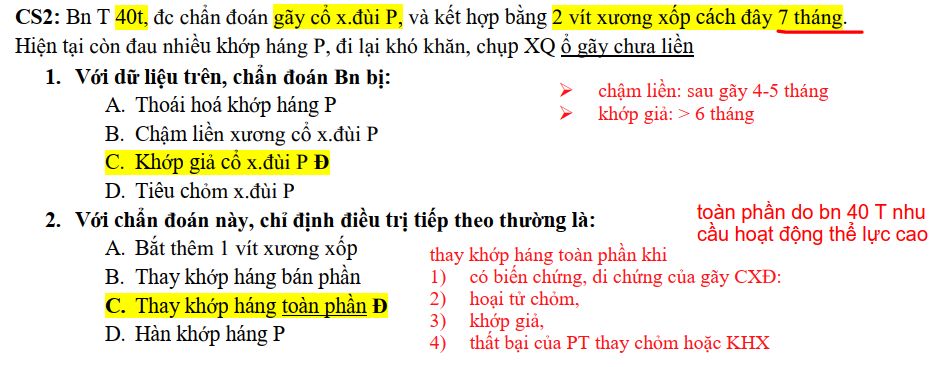 CS2: Bn T 40t, đc chẩn đoán gãy cổ x.đùi P, và kết hợp bằng 2 vít xương xốp cách đây 7 tháng.
Hiện tại còn đau nhiều khớp háng P, đi lại khó khăn, chụp XQ ổ gãy chưa liền
1. Với dữ liệu trên, chẩn đoán Bn bị:
A. Thoái hoá khớp háng P
B. Chậm liền xương cổ x.đùi P
C. Khớp giả cổ x.đùi P Đ
D. Tiêu chỏm x.đùi P
➢ chậm liền: sau gãy 4-5 tháng
➢ khớp giả: > 6 tháng
2. Với chẩn đoán này, chỉ định điều trị tiếp theo thường là:
A. Bắt thêm 1 vít xương xốp
B. Thay khớp háng bán phần
C. Thay khớp háng toàn phần Đ
D. Hàn khớp háng P
toàn phần do bn 40 T nhu
cầu hoạt động thể lực cao
thay khớp háng toàn phần khi
1) có biến chứng, di chứng của gãy CXĐ:
2) hoại tử chỏm,
3) khớp giả,
4) thất bại của PT thay chỏm hoặc KHX